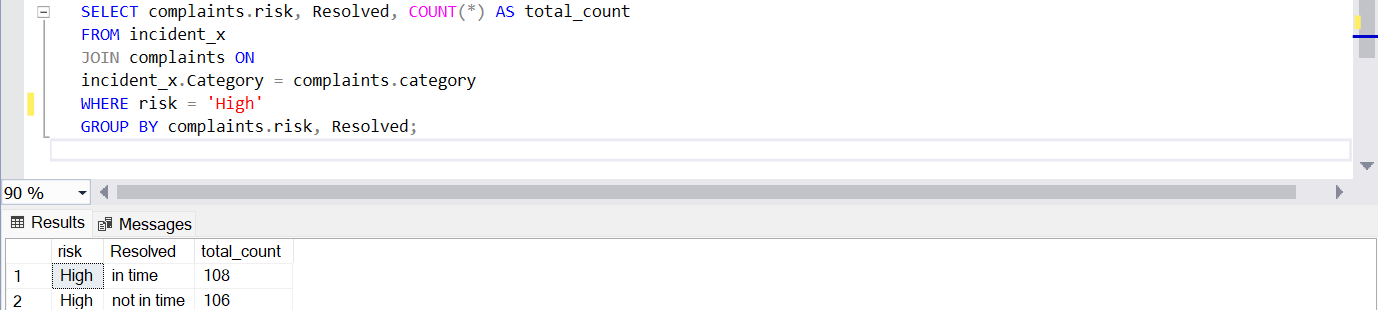 SELECT complaints.risk, Resolved, COUNT(*) AS total_count
FROM incident_x
JOIN complaints ON
incident_x.Category = complaints.category
WHERE risk = 'High'
GROUP BY complaints.risk, Resolved;
90 %
Results Messages
risk Resolved total_count
1 High in time 108
2 High not in time 106